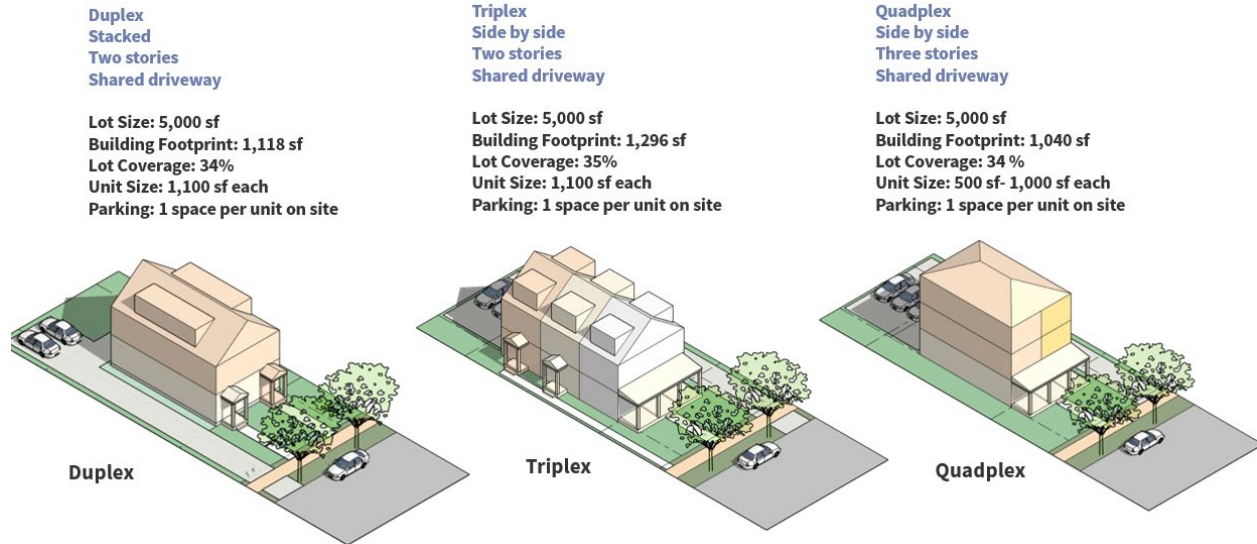 Duplex
Stacked
Two stories
Shared driveway
Lot Size: 5,000 sf
Building Footprint: 1,118 sf
Lot Coverage: 34%
Unit Size: 1,100 sf each
Parking: 1 space per unit on site
Duplex
Triplex
Side by side
Two stories
Shared driveway
Lot Size: 5,000 sf
Building Footprint: 1,296 sf
Lot Coverage: 35%
Unit Size: 1,100 sf each
Parking: 1 space per unit on site
Triplex
Quadplex
Side by side
Three stories
Shared driveway
Lot Size: 5,000 sf
Building Footprint: 1,040 sf
Lot Coverage: 34 %
Unit Size: 500 sf- 1,000 sf each
Parking: 1 space per unit on site
Quadplex